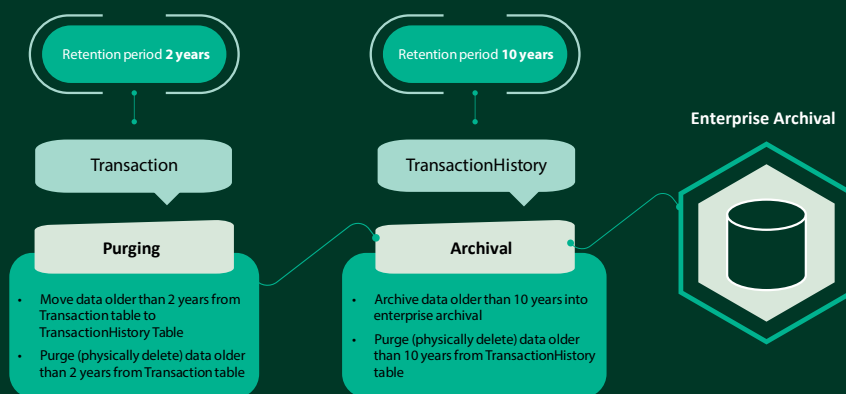 Retention period 2 years
Retention period 10 years
Enterprise Archival
Transaction
TransactionHistory
Purging
• Move data older than 2 years from
Transaction table to
TransactionHistory Table
• Purge (physically delete) data older
than 2 years from Transaction table
Archival
• Archive data older than 10 years into
enterprise archival
• Purge (physically delete) data older
than 10 years from TransactionHistory
table